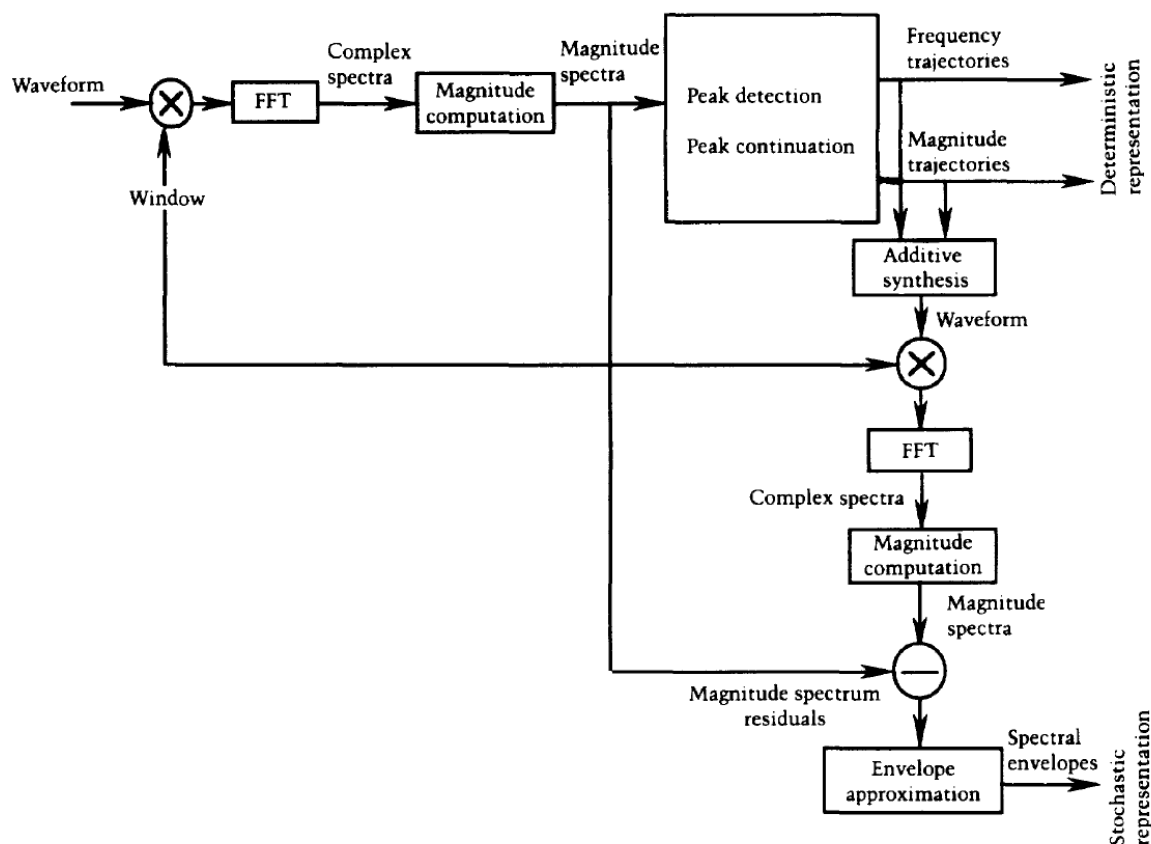 Waveform
FFT
Complex
spectra
Magnitude
computation
Magnitude
spectra
Peak detection
Peak continuation
Frequency
trajectories
Magnitude
trajectories
Deterministic
representation
Window
Additive
synthesis
Waveform
FFT
Complex spectra
Magnitude
computation
Magnitude
spectra
Magnitude spectrum
residuals
Envelope
approximation
Spectral
envelopes
Stochastic
representation